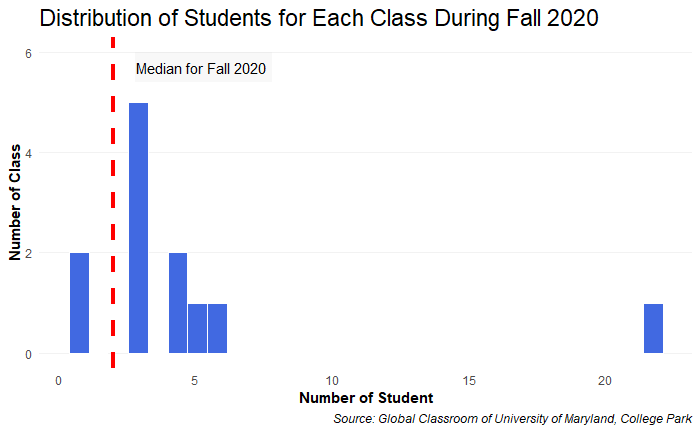 Distribution of Students for Each Class During Fall 2020
6
Median for Fall 2020
4
2
0
Number of Class
0 5 10 15 20
Number of Student
Source: Global Classroom of University of Maryland, College Park